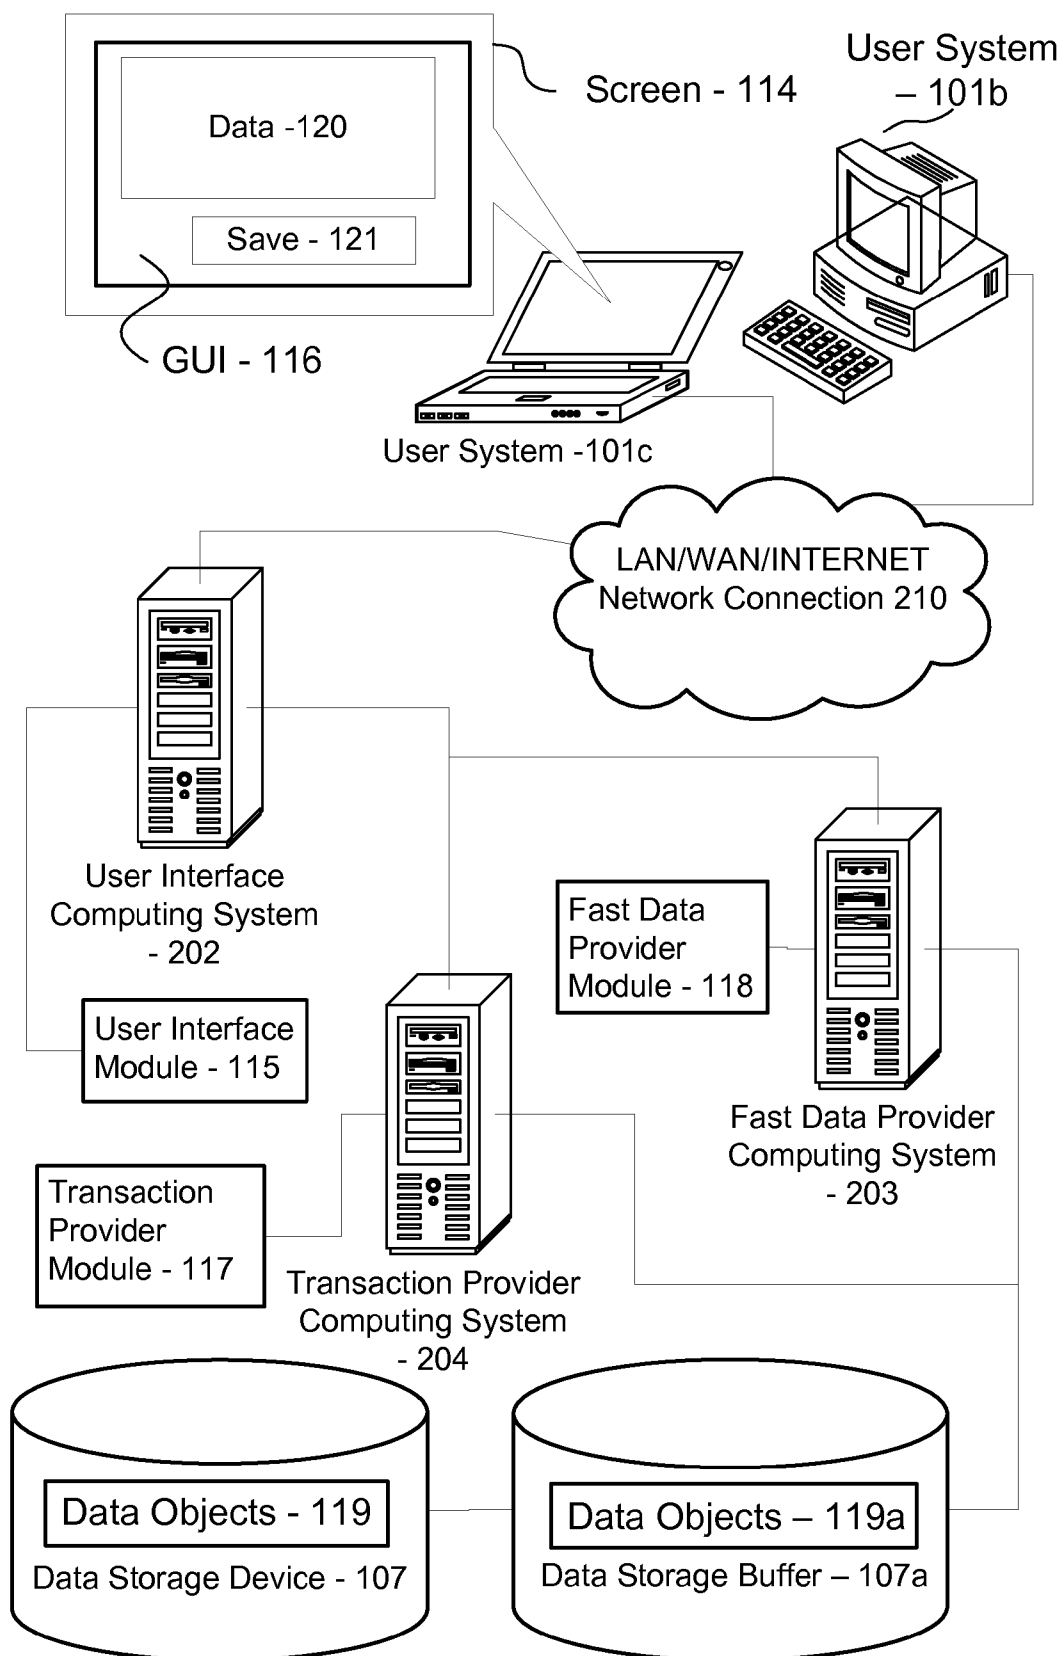 User System
– 101b
Screen - 114
Data -120
Save - 121
GUI - 116
User System -101c
LAN/WAN/INTERNET
Network Connection 210
User Interface
Computing System
- 202
Fast Data
Provider
Module - 118
User Interface
Module - 115
Fast Data Provider
Computing System
- 203
Transaction
Provider
Module - 117
Transaction Provider
Computing System
- 204
Data Objects - 119
Data Storage Device - 107
Data Objects – 119a
Data Storage Buffer – 107a